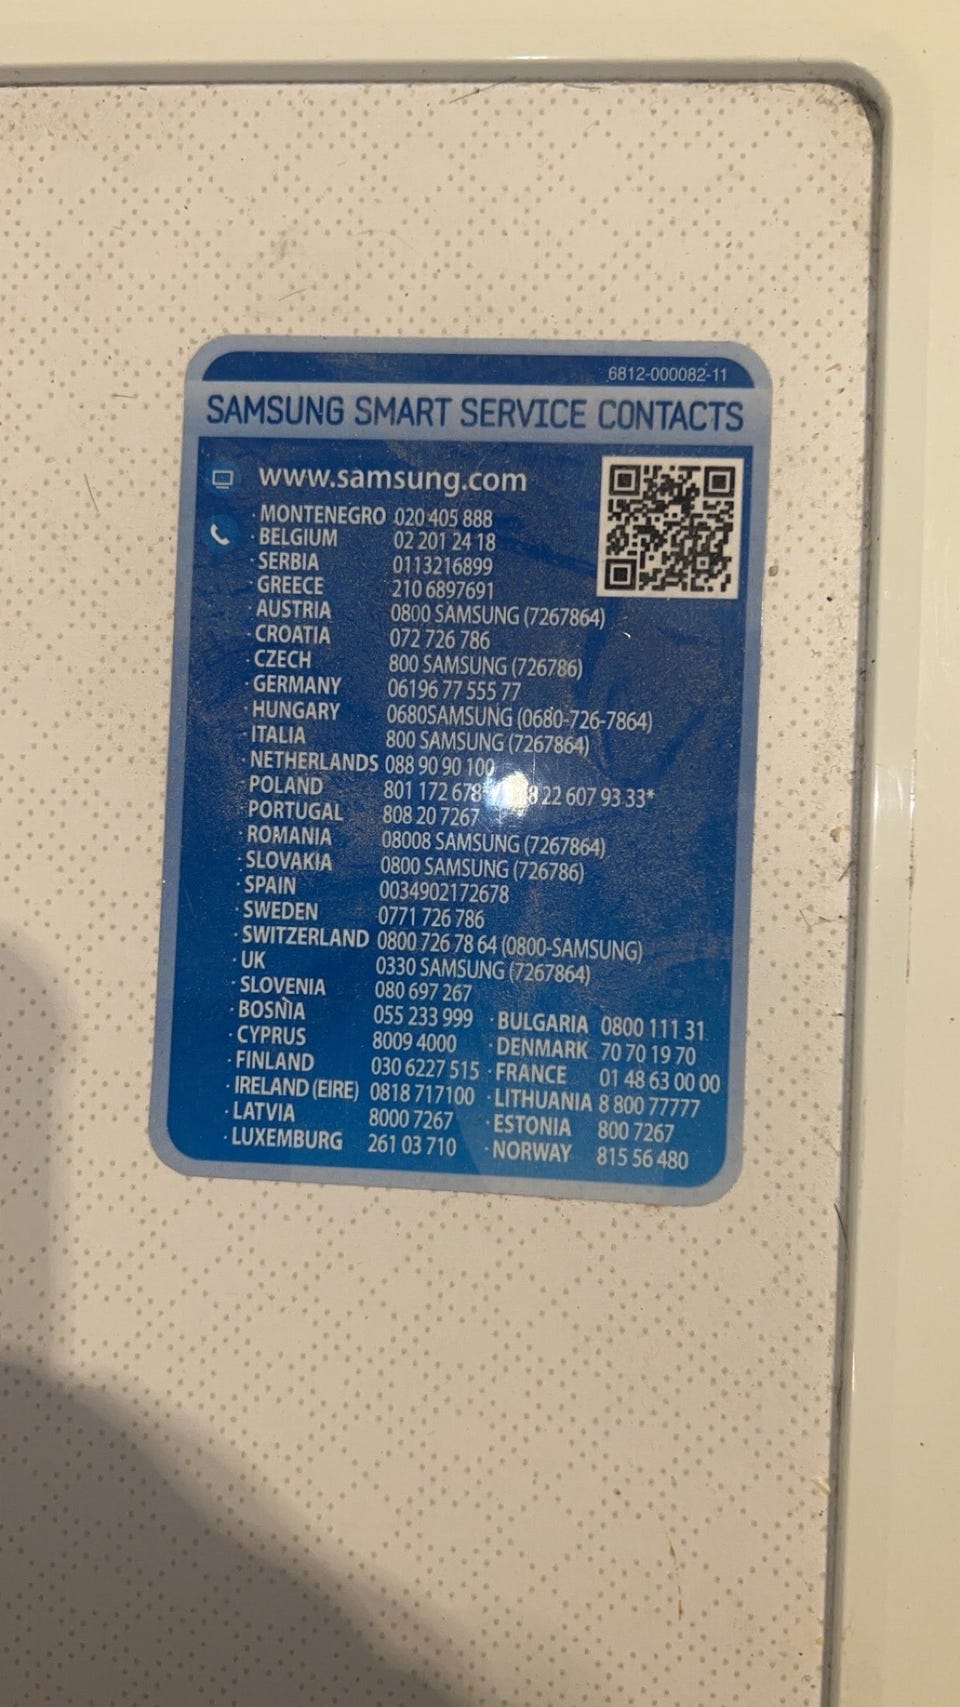 6812-000082-11
SAMSUNG SMART SERVICE CONTACTS
www.samsung.com
· MONTENEGRO 020 405 888
· BELGIUM 02 201 24 18
· SERBIA 0113216899
· GREECE 210 6897691
· AUSTRIA 0800 SAMSUNG (7267864)
· CROATIA 072 726 786
· CZECH 800 SAMSUNG (726786)
· GERMANY 06196 77 555 77
· HUNGARY 0680SAMSUNG (0680-726-7864)
· ITALIA 800 SAMSUNG (7267864)
· NETHERLANDS 088 90 90 100
· POLAND 801 172 678* 22 607 93 33*
· PORTUGAL 808 20 7267
· ROMANIA 08008 SAMSUNG (7267864)
· SLOVAKIA 0800 SAMSUNG (726786)
· SPAIN 0034902172678
· SWEDEN 0771 726 786
· SWITZERLAND 0800 726 78 64 (0800-SAMSUNG)
· UK 0330 SAMSUNG (7267864)
· SLOVENIA 080 697 267
· BOSNIA 055 233 999
· CYPRUS 8009 4000
· FINLAND 030 6227 515
· IRELAND (EIRE) 0818 717100
· LATVIA 8000 7267
· LUXEMBURG 261 03 710
· BULGARIA 0800 111 31
· DENMARK 70 70 19 70
· FRANCE 01 48 63 00 00
· LITHUANIA 8 800 77777
· ESTONIA 800 7267
· NORWAY 815 56 480